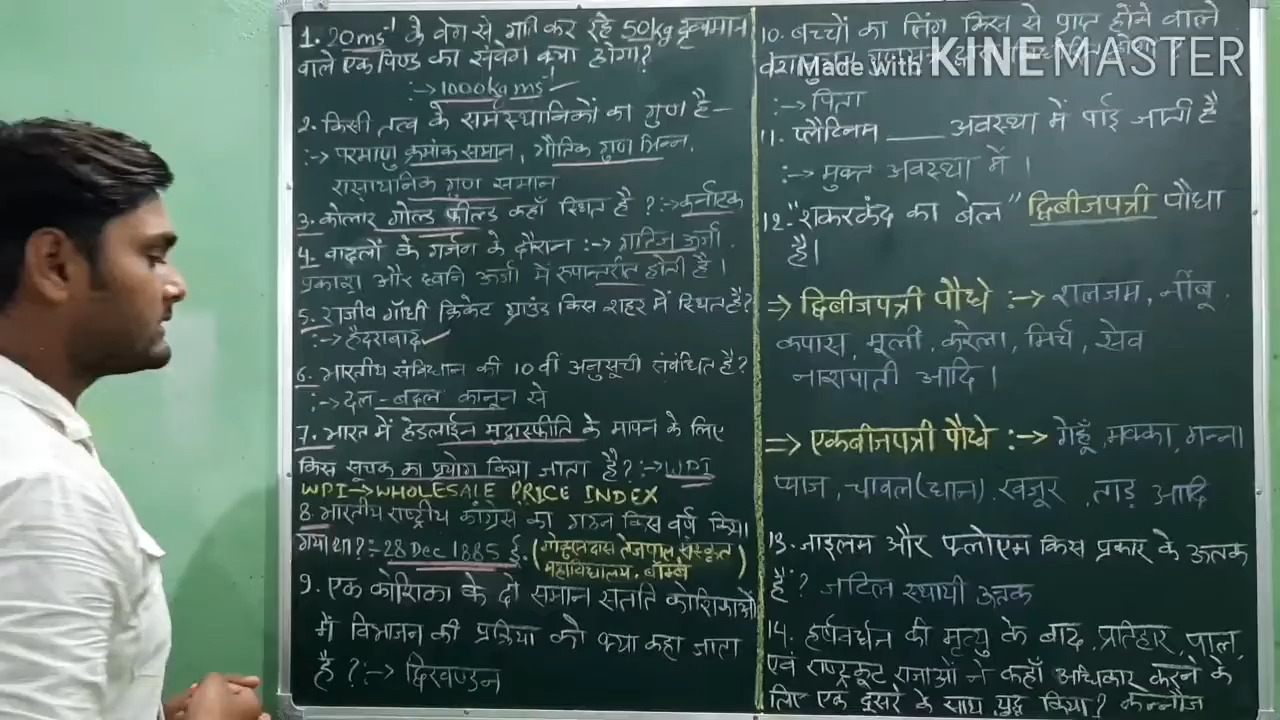 1. 20ms⁻¹ के वेग से गति कर रहे 50kg द्रव्यमान
वाले एक पिण्ड का संवेग क्या होगा?
:→ 1000kg ms⁻¹
2. किसी तत्व के समस्थानिकों का गुण है —
:→ परमाणु क्रमांक समान, भौतिक गुण भिन्न,
रासायनिक गुण समान
3. कोलार गोल्ड फील्ड कहाँ स्थित है ? :→ कर्नाटक
4. बादलों के गर्जन के दौरान :→ गतिज ऊर्जा,
प्रकाश और ध्वनि ऊर्जा में रूपान्तरीत होती है।
5. राजीव गाँधी क्रिकेट ग्राउंड किस शहर में स्थित है?
:→ हैदराबाद ✓
6. भारतीय संविधान की 10 वीं अनुसूची संबंधित है?
:→ दल-बदल कानून से
7. भारत में हेडलाईन मुद्रास्फीति के मापन के लिए
किस सूचक का प्रयोग किया जाता है? :→ WPI
WPI → WHOLESALE PRICE INDEX
8. भारतीय राष्ट्रीय कांग्रेस का गठन किस वर्ष किया
गया था? :- 28 Dec 1885 ई. (गोकुलदास तेजपाल संस्कृत
महाविद्यालय, बॉम्बे)
9. एक कोशिका के दो समान संतति कोशिकाओं
में विभाजन की प्रक्रिया को क्या कहा जाता
है ? :→ द्विखण्डन
10. बच्चों का लिंग किस से प्राप्त होने वाले
Made with KINEMASTER
:→ पिता
11. प्लैटिनम ____ अवस्था में पाई जाती है
:→ मुक्त अवस्था में।
12. "शकरकंद का बेल" द्विबीजपत्री पौधा
है।
⇒ द्विबीजपत्री पौधे :→ शलजम, नींबू,
कपास, मूली, करेला, मिर्च, सेव
नाशपाती आदि।
⇒ एकबीजपत्री पौधे :→ गेहूँ, मक्का, गन्ना
प्याज, चावल(धान), खजूर, ताड़ आदि
13. जाइलम और फ्लोएम किस प्रकार के ऊतक
हैं? जटिल स्थायी ऊतक
14. हर्षवर्धन की मृत्यु के बाद, प्रतिहार, पाल,
एवं राष्ट्रकूट राजाओं ने कहाँ अधिकार करने के
लिए एक दूसरे के साथ युद्ध किया? कन्नौज